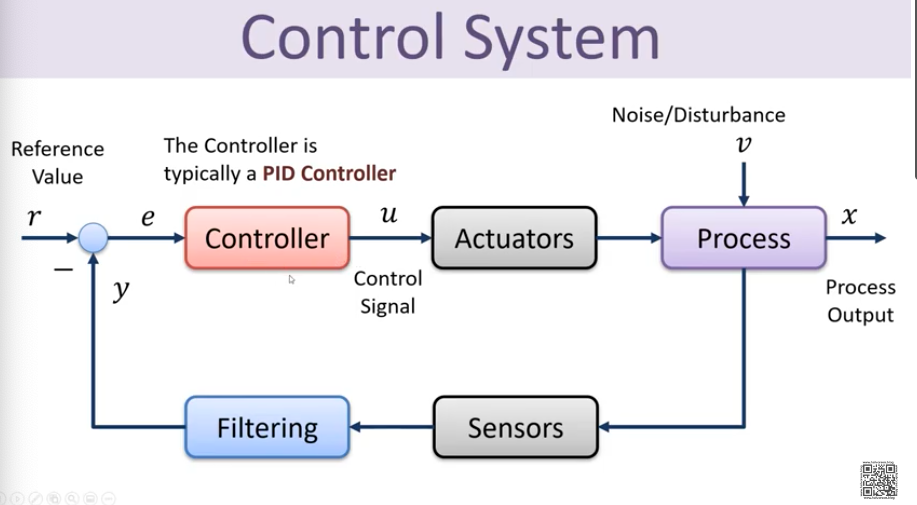 Control System
Noise/Disturbance
v
Reference
Value
The Controller is
typically a PID Controller
r
e
Controller
u
Actuators
Process
x
−
y
Control
Signal
Process
Output
Filtering
Sensors